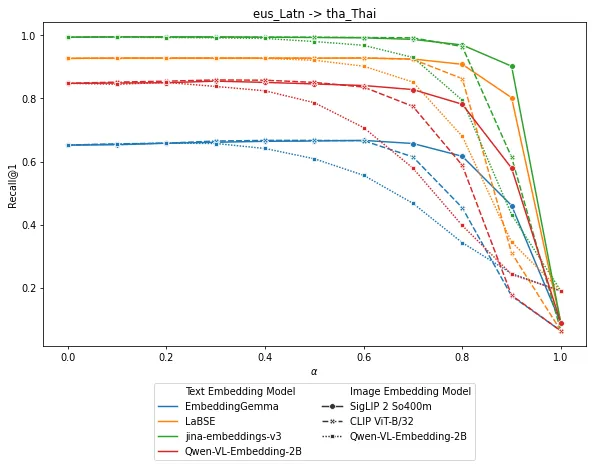 eus_Latn -> tha_Thai
1.0
0.8
0.6
0.4
0.2
Recall@1
0.0 0.2 0.4 0.6 0.8 1.0
α
Text Embedding Model Image Embedding Model
EmbeddingGemma SigLIP 2 So400m
LaBSE CLIP ViT-B/32
jina-embeddings-v3 Qwen-VL-Embedding-2B
Qwen-VL-Embedding-2B